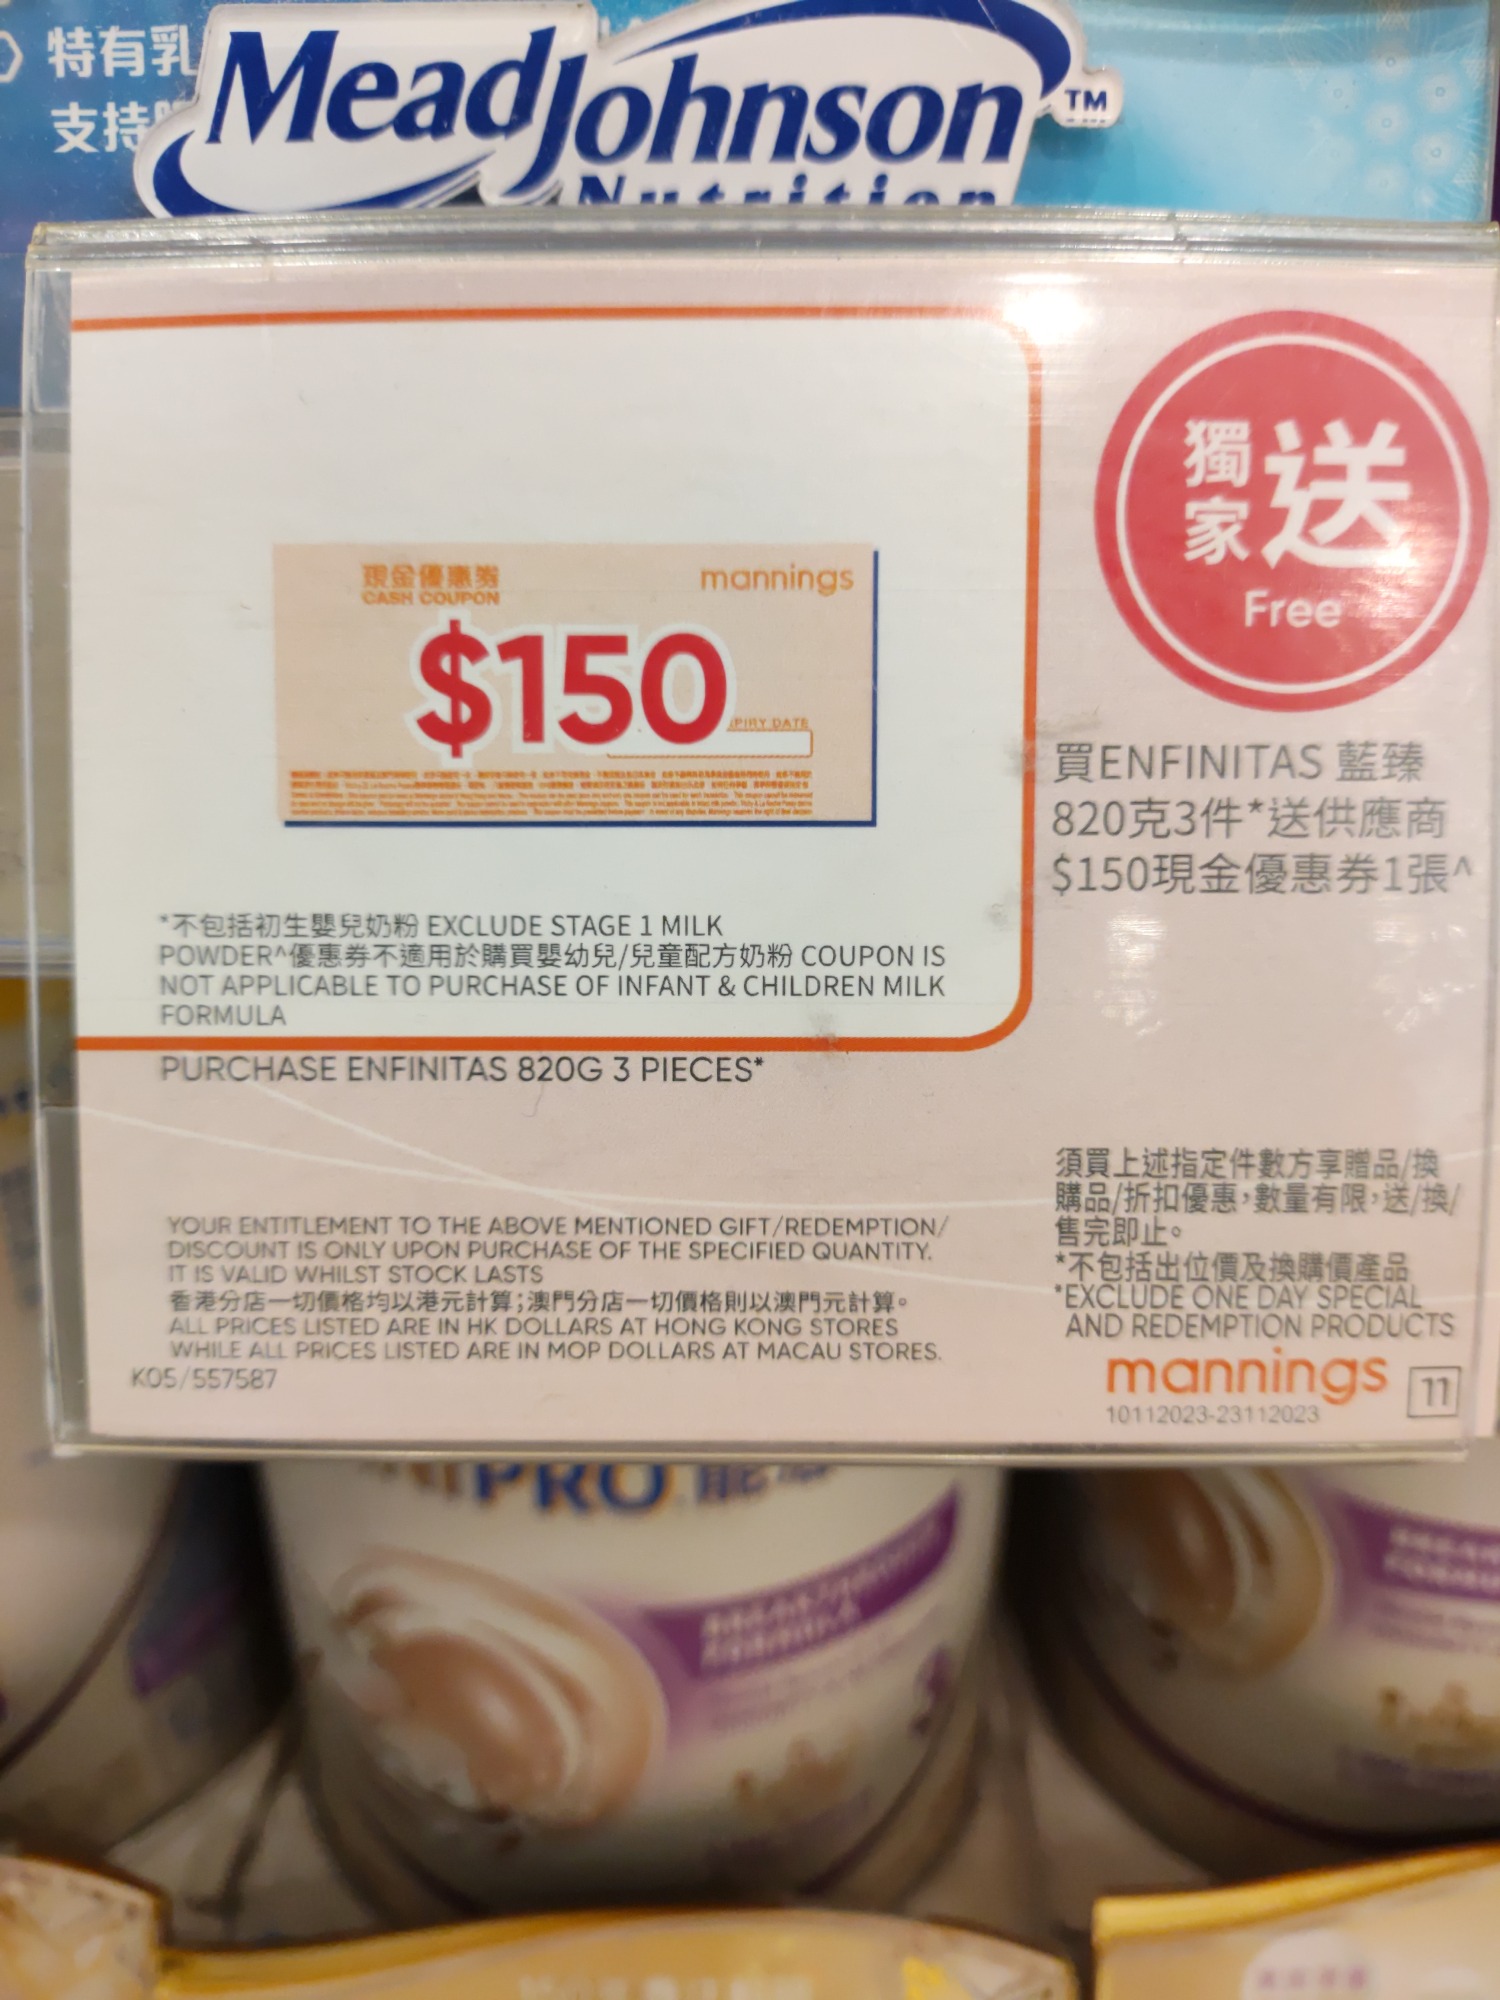 特有乳
支持
MeadJohnson™
Nutrition
獨家送
Free
現金優惠券
mannings
CASH COUPON
$150
PIRY DATE
買ENFINITAS 藍臻
820克3件*送供應商
$150現金優惠券1張^
*不包括初生嬰兒奶粉 EXCLUDE STAGE 1 MILK
POWDER^優惠券不適用於購買嬰幼兒/兒童配方奶粉 COUPON IS
NOT APPLICABLE TO PURCHASE OF INFANT & CHILDREN MILK
FORMULA
PURCHASE ENFINITAS 820G 3 PIECES*
須買上述指定件數方享贈品/換
購品/折扣優惠,數量有限,送/換/
售完即止。
*不包括出位價及換購價產品
*EXCLUDE ONE DAY SPECIAL
AND REDEMPTION PRODUCTS
YOUR ENTITLEMENT TO THE ABOVE MENTIONED GIFT/REDEMPTION/
DISCOUNT IS ONLY UPON PURCHASE OF THE SPECIFIED QUANTITY.
IT IS VALID WHILST STOCK LASTS
香港分店一切價格均以港元計算;澳門分店一切價格則以澳門元計算。
ALL PRICES LISTED ARE IN HK DOLLARS AT HONG KONG STORES
WHILE ALL PRICES LISTED ARE IN MOP DOLLARS AT MACAU STORES.
K05/557587
mannings
11
10112023-23112023
PRO